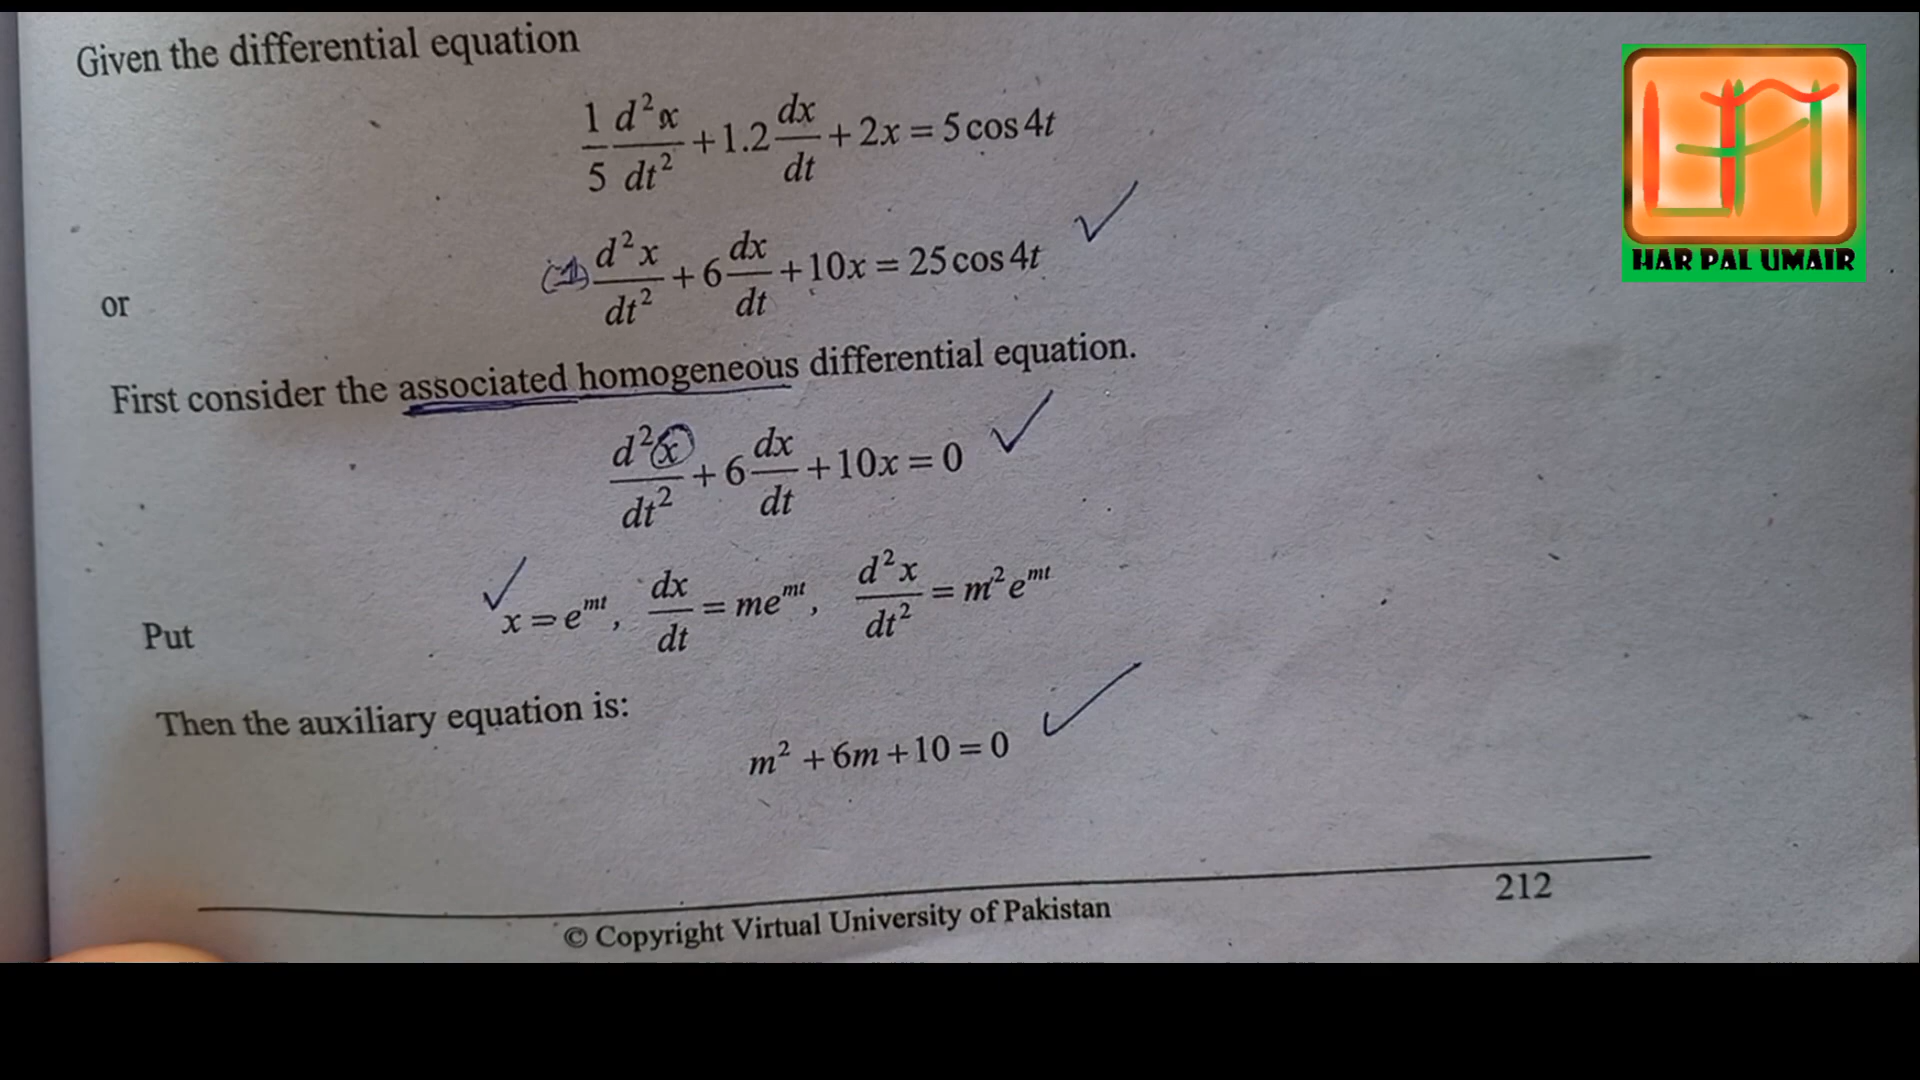 Given the differential equation
1/5 d²x/dt² + 1.2 dx/dt + 2x = 5 cos 4t
or (1) d²x/dt² + 6 dx/dt + 10x = 25 cos 4t
HAR PAL UMAIR
First consider the associated homogeneous differential equation.
d²x/dt² + 6 dx/dt + 10x = 0
Put x = e^{mt}, dx/dt = me^{mt}, d²x/dt² = m²e^{mt}
Then the auxiliary equation is:
m² + 6m + 10 = 0
212
© Copyright Virtual University of Pakistan